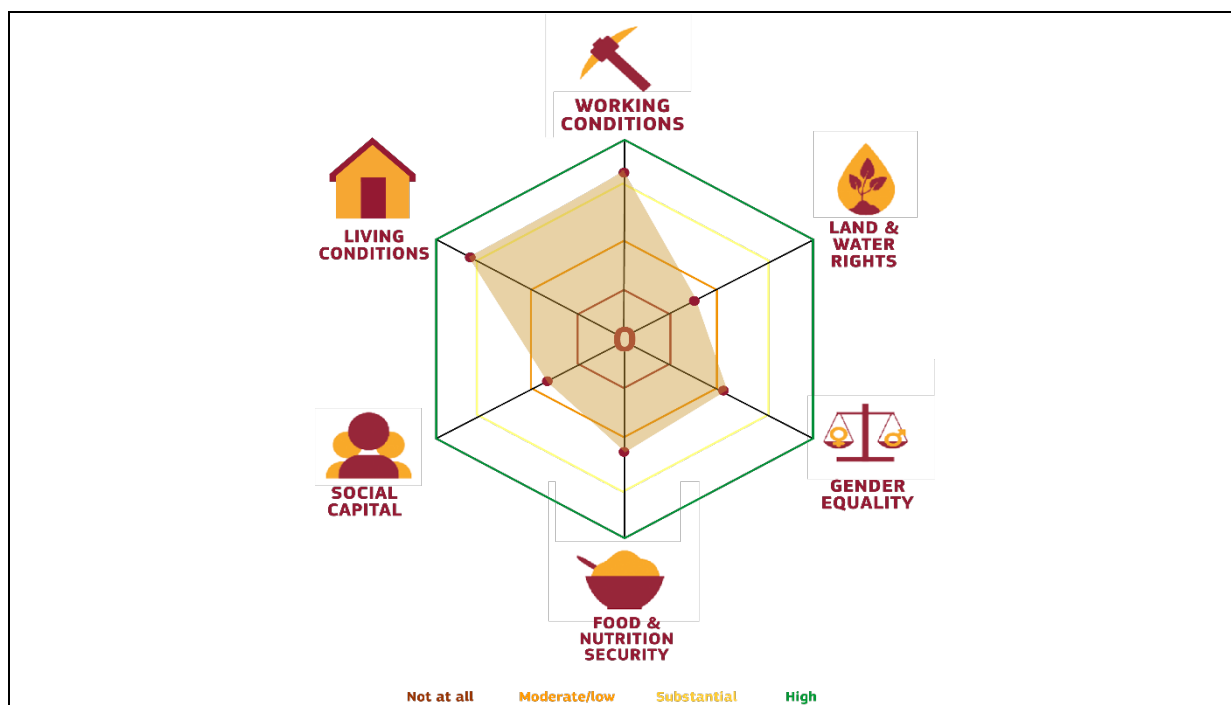 WORKING
CONDITIONS
LAND &
WATER
RIGHTS
LIVING
CONDITIONS
0
SOCIAL
CAPITAL
GENDER
EQUALITY
FOOD &
NUTRITION
SECURITY
Not at all Moderate/low Substantial High